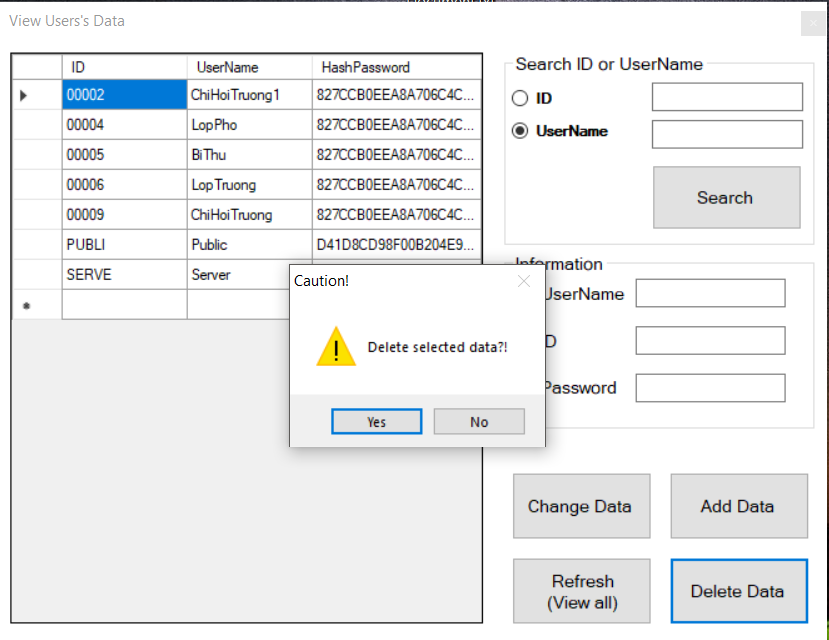 View Users's Data
ID UserName HashPassword
00002 ChiHoiTruong1 827CCB0EEA8A706C4C...
00004 LopPho 827CCB0EEA8A706C4C...
00005 BiThu 827CCB0EEA8A706C4C...
00006 LopTruong 827CCB0EEA8A706C4C...
00009 ChiHoiTruong 827CCB0EEA8A706C4C...
PUBLI Public D41D8CD98F00B204E9...
SERVE Server
Caution!
Delete selected data?!
Yes No
Search ID or UserName
ID
UserName
Search
Information
UserName
ID
Password
Change Data Add Data
Refresh
(View all)
Delete Data